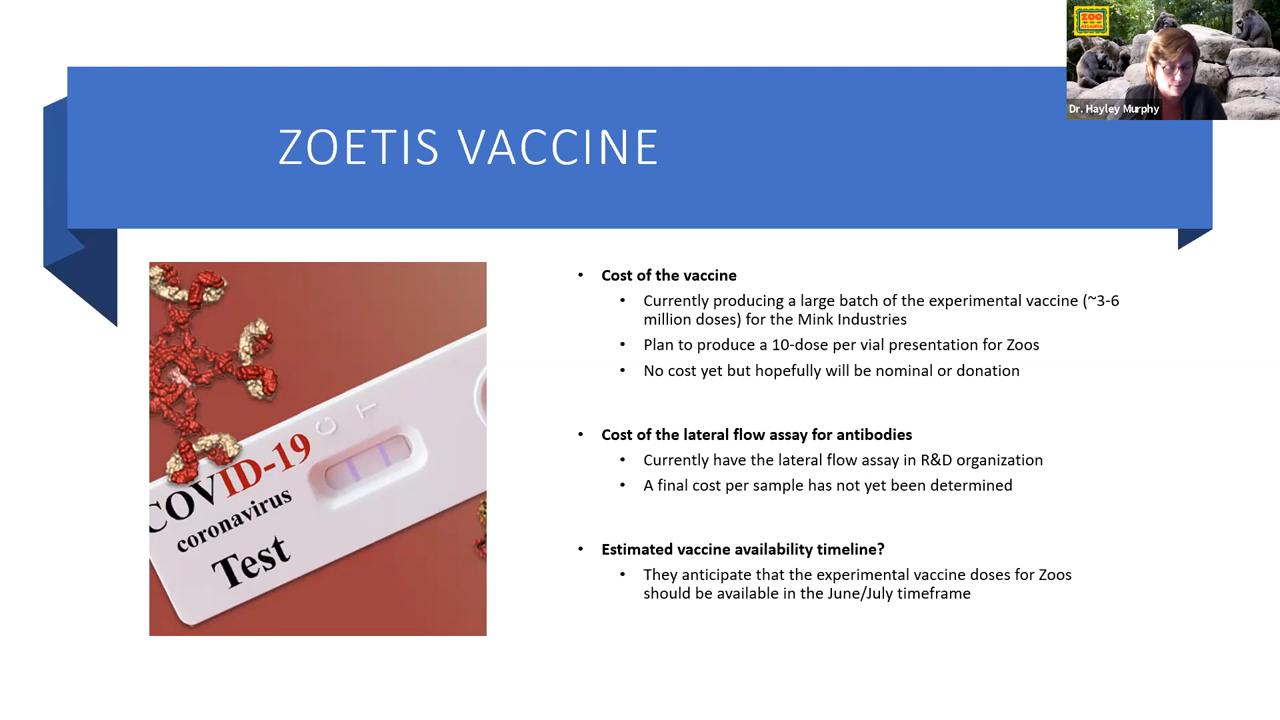 ZOO
ATLANTA
Dr. Hayley Murphy
ZOETIS VACCINE
• Cost of the vaccine
• Currently producing a large batch of the experimental vaccine (~3-6
million doses) for the Mink Industries
• Plan to produce a 10-dose per vial presentation for Zoos
• No cost yet but hopefully will be nominal or donation
• Cost of the lateral flow assay for antibodies
• Currently have the lateral flow assay in R&D organization
• A final cost per sample has not yet been determined
• Estimated vaccine availability timeline?
• They anticipate that the experimental vaccine doses for Zoos
should be available in the June/July timeframe
C T
COVID-19
coronavirus
Test